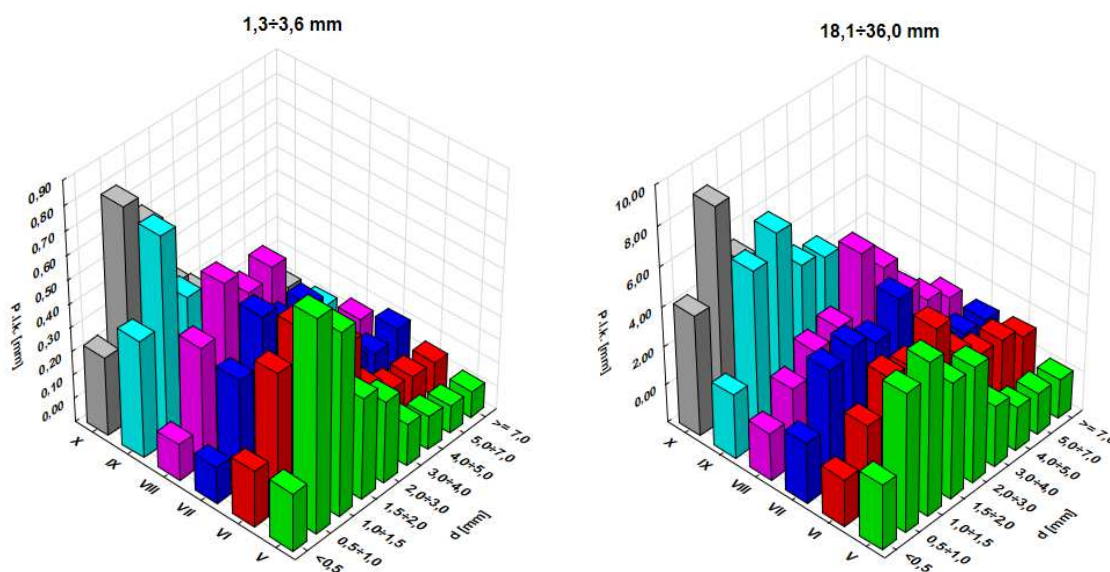 1,3÷3,6 mm
0,90
0,80
0,70
0,60
0,50
0,40
0,30
0,20
0,10
0,00
P.i.k. [mm]
X
IX
VIII
VII
VI
V
<0,5
0,5÷1,0
1,0÷1,5
1,5÷2,0
2,0÷3,0
3,0÷4,0
4,0÷5,0
5,0÷7,0
>= 7,0
d [mm]
18,1÷36,0 mm
10,00
8,00
6,00
4,00
2,00
0,00
P.i.k. [mm]
X
IX
VIII
VII
VI
V
<0,5
0,5÷1,0
1,0÷1,5
1,5÷2,0
2,0÷3,0
3,0÷4,0
4,0÷5,0
5,0÷7,0
>= 7,0
d [mm]